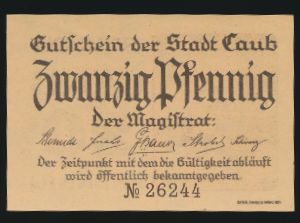 Gutschein der Stadt Caub
Zwanzig Pfennig
Der Magistrat:
Der Zeitpunkt mit dem die Gültigkeit abläuft
wird öffentlich bekanntgegeben.
№ 26244